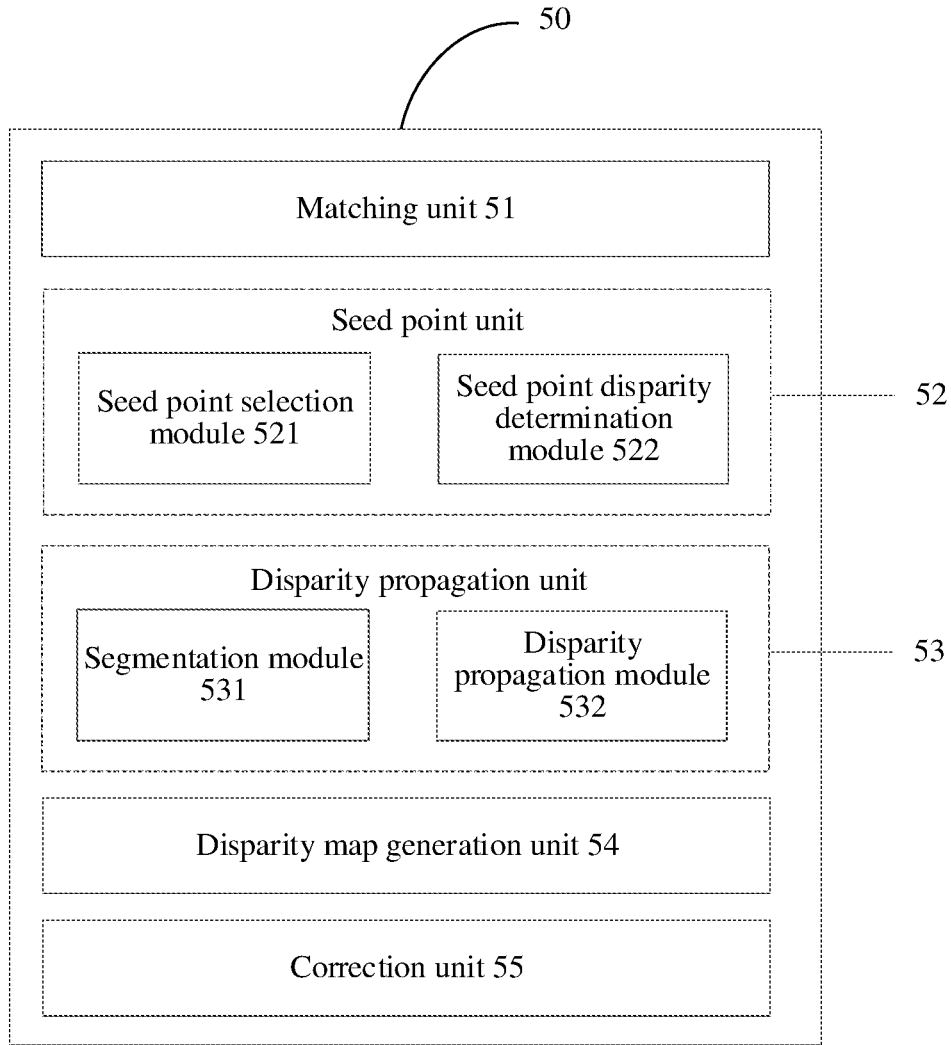 50
Matching unit 51
Seed point unit
Seed point selection
module 521
Seed point disparity
determination
module 522
52
Disparity propagation unit
Segmentation module
531
Disparity
propagation module
532
53
Disparity map generation unit 54
Correction unit 55